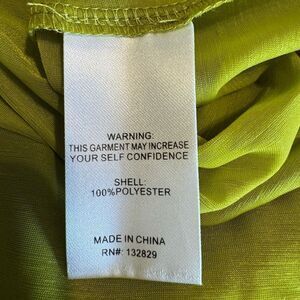 WARNING:
THIS GARMENT MAY INCREASE
YOUR SELF CONFIDENCE
SHELL:
100%POLYESTER
MADE IN CHINA
RN#: 132829